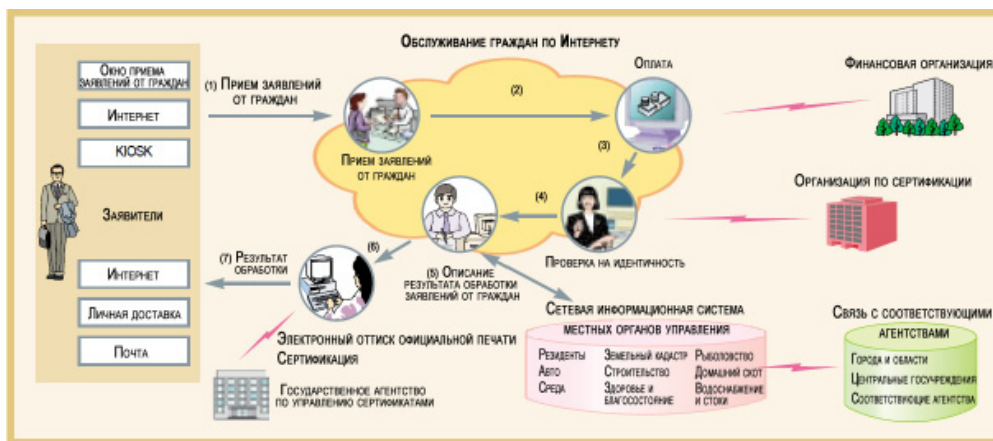 Обслуживание граждан по Интернету
Окно приема
заявлений от граждан
Интернет
KIOSK
Заявители
Интернет
Личная доставка
Почта
(1) Прием заявлений
от граждан
Прием заявлений
от граждан
(2)
Оплата
(3)
(4)
Проверка на идентичность
(5) Описание
результата обработки
заявлений от граждан
(6)
(7) Результат
обработки
Электронный оттиск официальной печати
Сертификация
Государственное агентство
по управлению сертификатами
Финансовая организация
Организация по сертификации
Сетевая информационная система
местных органов управления
Резиденты
Авто
Среда
Земельный кадастр
Строительство
Здоровье и
благосостояние
Рыболовство
Домашний скот
Водоснабжение
и стоки
Связь с соответствующими
агентствами
Города и области
Центральные госучреждения
Соответствующие агентства